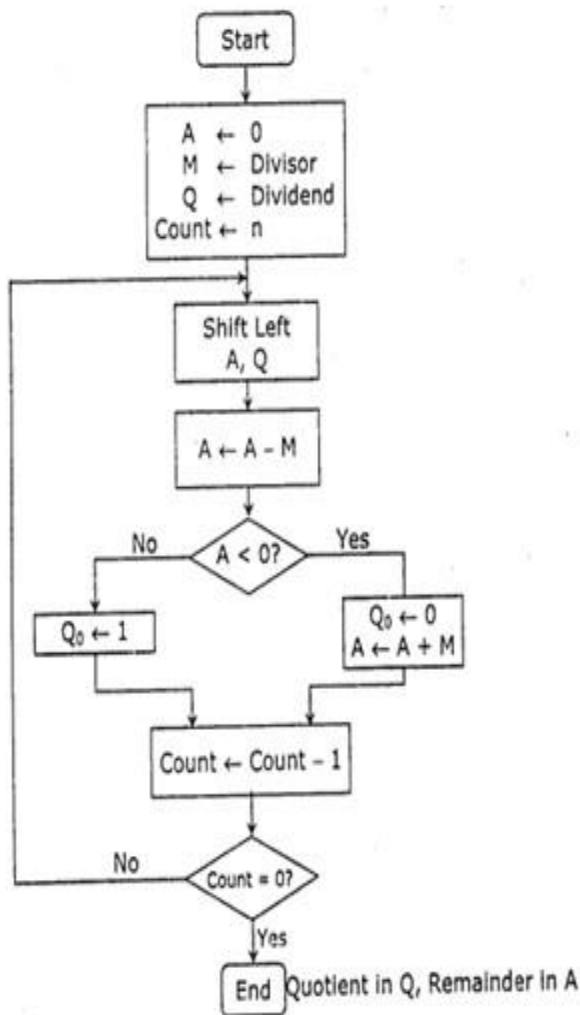 Start
A ← 0
M ← Divisor
Q ← Dividend
Count ← n
Shift Left
A, Q
A ← A – M
A < 0?
No
Yes
Q₀ ← 1
Q₀ ← 0
A ← A + M
Count ← Count – 1
Count = 0?
No
Yes
End
Quotient in Q, Remainder in A